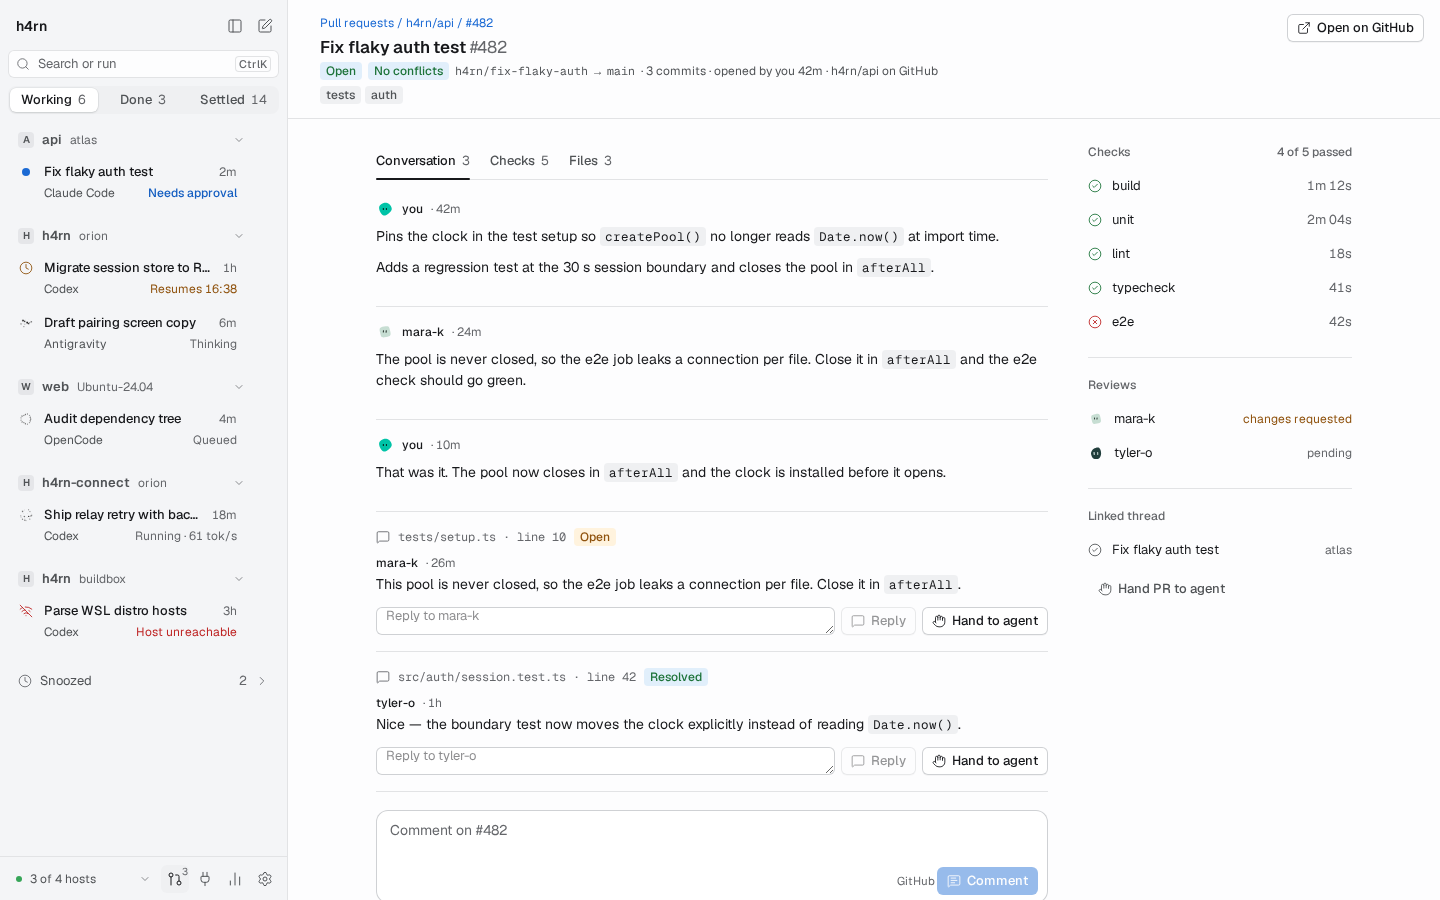 h4rn
Search or run CtrlK
Working 6 Done 3 Settled 14
A api atlas
Fix flaky auth test 2m
Claude Code Needs approval
H h4rn orion
Migrate session store to R... 1h
Codex Resumes 16:38
Draft pairing screen copy 6m
Antigravity Thinking
W web Ubuntu-24.04
Audit dependency tree 4m
OpenCode Queued
H h4rn-connect orion
Ship relay retry with bac... 18m
Codex Running · 61 tok/s
H h4rn buildbox
Parse WSL distro hosts 3h
Codex Host unreachable
Snoozed 2
3 of 4 hosts 3
Pull requests / h4rn/api / #482
Fix flaky auth test #482
Open No conflicts h4rn/fix-flaky-auth → main · 3 commits · opened by you 42m · h4rn/api on GitHub
tests auth
Open on GitHub
Conversation 3 Checks 5 Files 3
you · 42m
Pins the clock in the test setup so createPool() no longer reads Date.now() at import time.
Adds a regression test at the 30 s session boundary and closes the pool in afterAll.
mara-k · 24m
The pool is never closed, so the e2e job leaks a connection per file. Close it in afterAll and the e2e
check should go green.
you · 10m
That was it. The pool now closes in afterAll and the clock is installed before it opens.
tests/setup.ts · line 10 Open
mara-k · 26m
This pool is never closed, so the e2e job leaks a connection per file. Close it in afterAll.
Reply to mara-k Reply Hand to agent
src/auth/session.test.ts · line 42 Resolved
tyler-o · 1h
Nice — the boundary test now moves the clock explicitly instead of reading Date.now().
Reply to tyler-o Reply Hand to agent
Comment on #482
GitHub Comment
Checks 4 of 5 passed
build 1m 12s
unit 2m 04s
lint 18s
typecheck 41s
e2e 42s
Reviews
mara-k changes requested
tyler-o pending
Linked thread
Fix flaky auth test atlas
Hand PR to agent